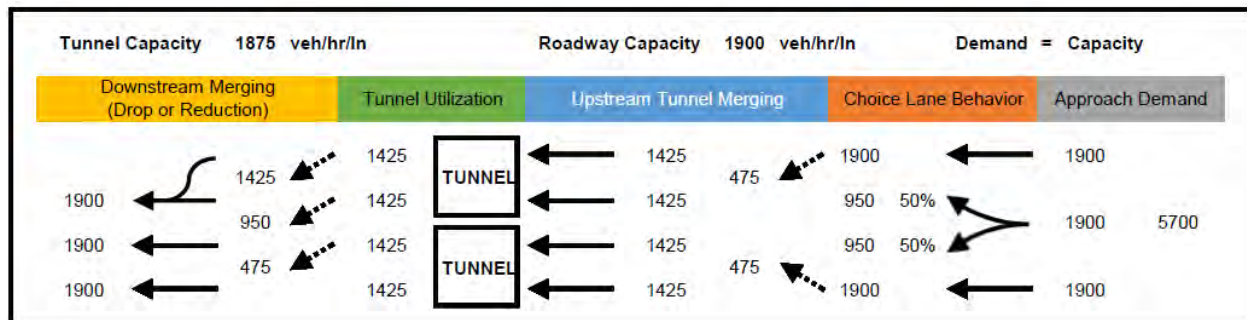 Tunnel Capacity 1875 veh/hr/ln Roadway Capacity 1900 veh/hr/ln Demand = Capacity
Downstream Merging
(Drop or Reduction)
Tunnel Utilization
Upstream Tunnel Merging
Choice Lane Behavior
Approach Demand
1425 1425 1900 1900
1425 475
TUNNEL
1900 1425 1425 950 50%
950 1900 5700
1900 1425 1425 950 50%
475 475
TUNNEL
1900 1425 1425 1900 1900